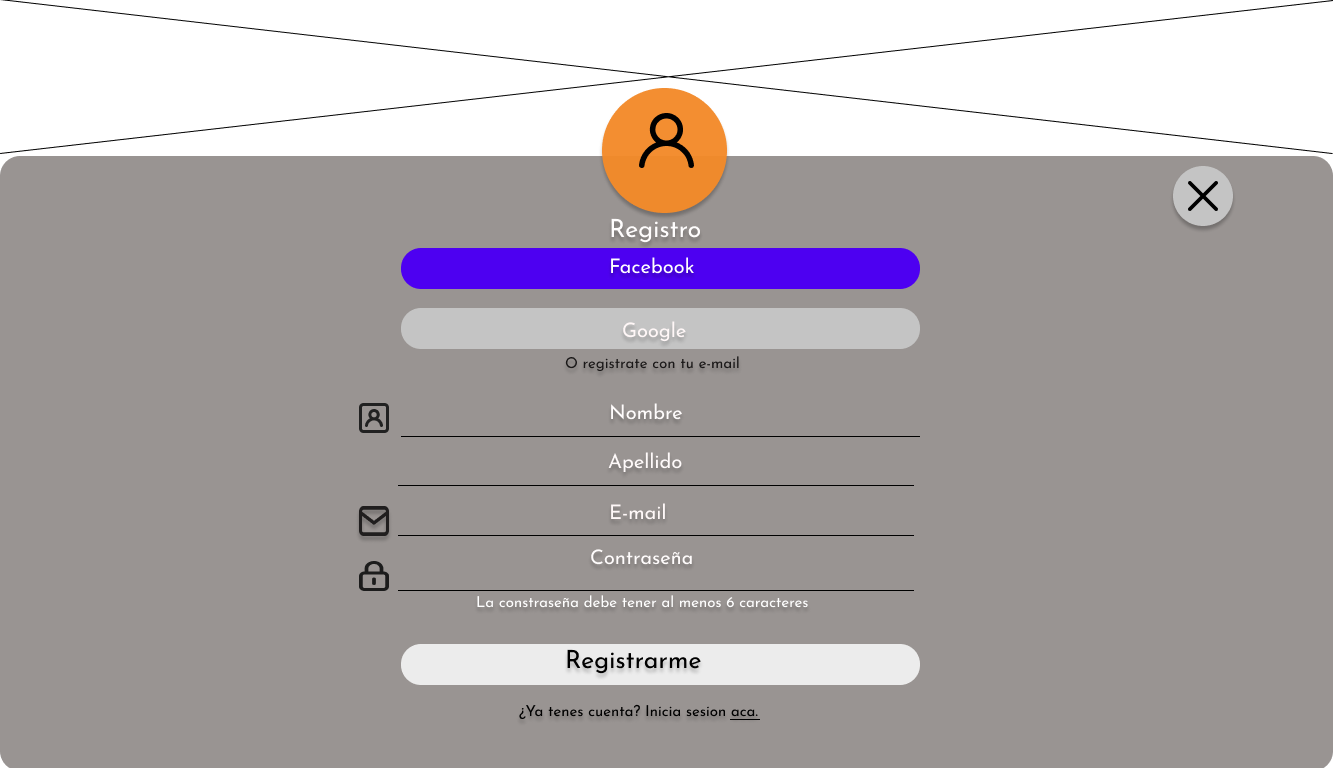 Registro
Facebook
Google
O registrate con tu e-mail
Nombre
Apellido
E-mail
Contraseña
La constraseña debe tener al menos 6 caracteres
Registrarme
¿Ya tenes cuenta? Inicia sesion aca.